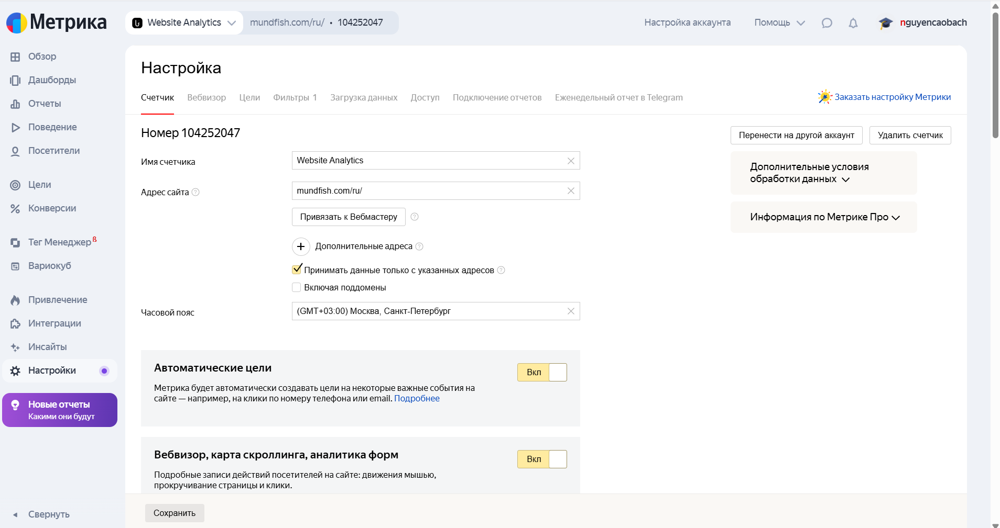 Метрика
Website Analytics
mundfish.com/ru/ • 104252047
Настройка аккаунта
Помощь
nguyencaobach
Обзор
Дашборды
Отчеты
Поведение
Посетители
Цели
Конверсии
Тег Менеджер ß
Вариокуб
Привлечение
Интеграции
Инсайты
Настройки
Новые отчеты
Какими они будут
Свернуть
Настройка
Счетчик
Вебвизор
Цели
Фильтры 1
Загрузка данных
Доступ
Подключение отчетов
Еженедельный отчет в Telegram
Заказать настройку Метрики
Номер 104252047
Перенести на другой аккаунт
Удалить счетчик
Имя счетчика
Website Analytics
Адрес сайта ?
mundfish.com/ru/
Привязать к Вебмастеру ?
+ Дополнительные адреса ?
Принимать данные только с указанных адресов ?
Включая поддомены
Часовой пояс
(GMT+03:00) Москва, Санкт-Петербург
Дополнительные условия
обработки данных
Информация по Метрике Про
Автоматические цели
Вкл
Метрика будет автоматически создавать цели на некоторые важные события на
сайте — например, на клики по номеру телефона или email. Подробнее
Вебвизор, карта скроллинга, аналитика форм
Вкл
Подробные записи действий посетителей на сайте: движения мышью,
прокручивание страницы и клики.
Сохранить